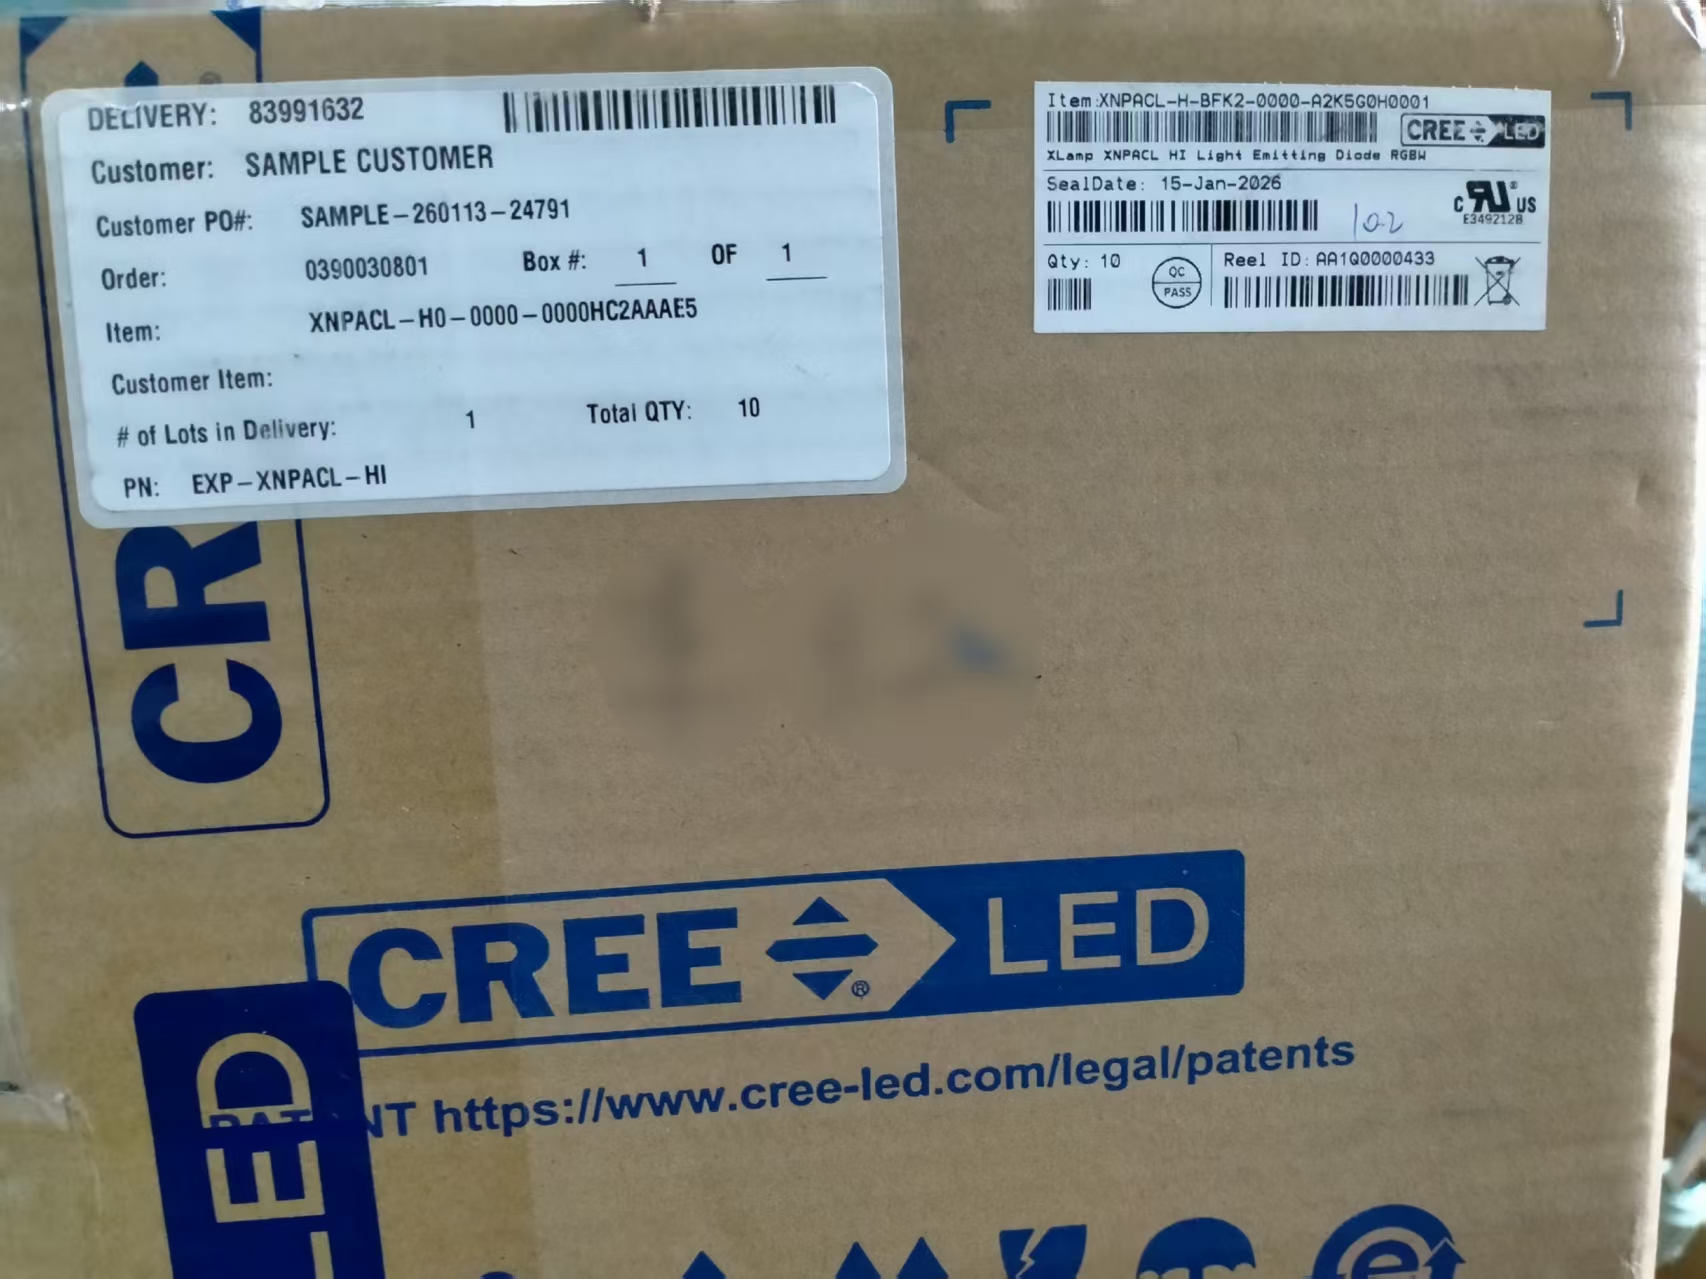 DELIVERY: 83991632
Customer: SAMPLE CUSTOMER
Customer PO#: SAMPLE-260113-24791
Order: 0390030801 Box #: 1 OF 1
Item: XNPACL-H0-0000-0000HC2AAAE5
Customer Item:
# of Lots in Delivery: 1 Total QTY: 10
PN: EXP-XNPACL-HI
Item:XNPACL-H-BFK2-0000-A2K5G0H0001
CREE LED
XLamp XNPACL HI Light Emitting Diode RGBW
SealDate: 15-Jan-2026
102
C RU ® US
E349212B
Qty: 10
QC PASS
Reel ID: AA1Q0000433
CR
CREE ® LED
https://www.cree-led.com/legal/patents
LED